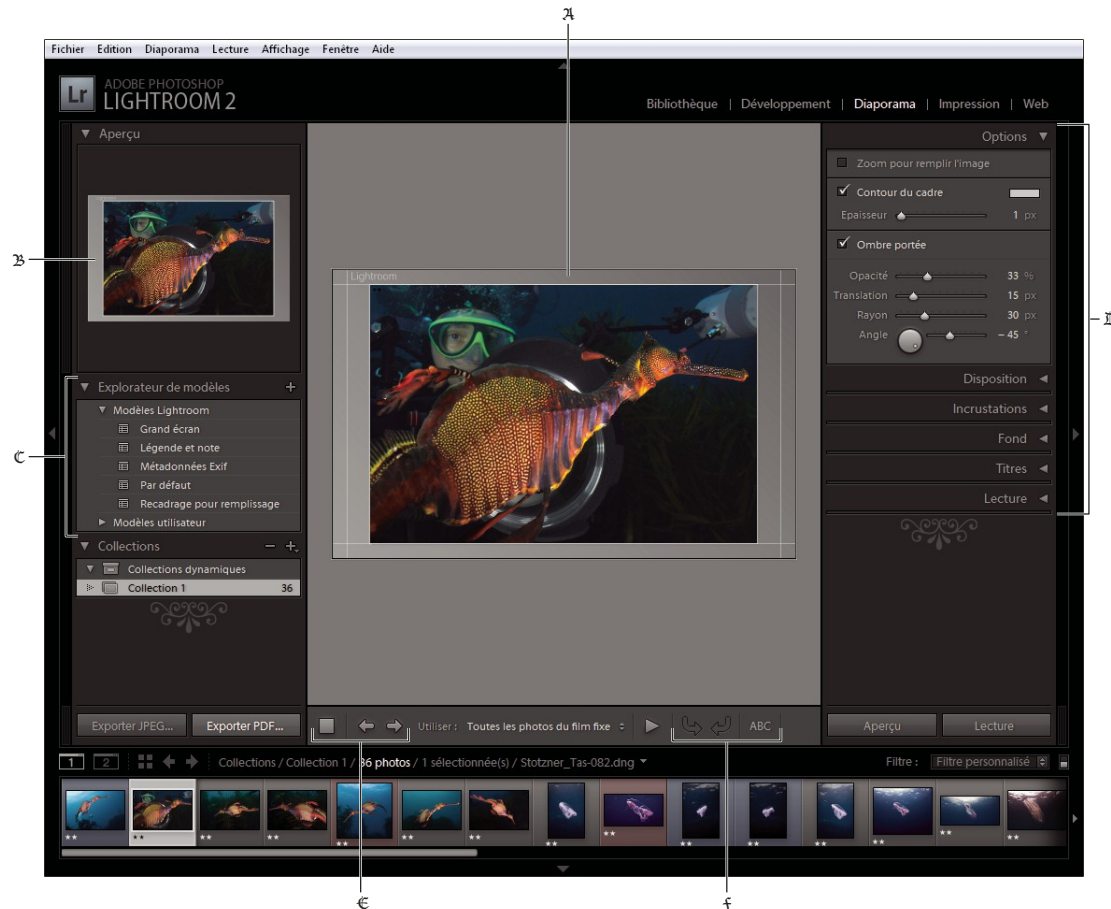 A
Fichier Edition Diaporama Lecture Affichage Fenêtre Aide
Lr
ADOBE PHOTOSHOP
LIGHTROOM 2
Bibliothèque | Développement | Diaporama | Impression | Web
Aperçu
Lightroom
B
Explorateur de modèles +
Modèles Lightroom
Grand écran
Légende et note
Métadonnées Exif
Par défaut
Recadrage pour remplissage
Modèles utilisateur
C
Collections − +
Collections dynamiques
Collection 1 36
Exporter JPEG... Exporter PDF...
Lightroom
Utiliser : Toutes les photos du film fixe ABC
Options
Zoom pour remplir l'image
Contour du cadre
Epaisseur 1 px
Ombre portée
Opacité 33 %
Translation 15 px
Rayon 30 px
Angle − 45 °
D
Disposition
Incrustations
Fond
Titres
Lecture
Aperçu Lecture
1 2 Collections / Collection 1 / 36 photos / 1 sélectionnée(s) / Stotzner_Tas-082.dng
Filtre : Filtre personnalisé
E
F